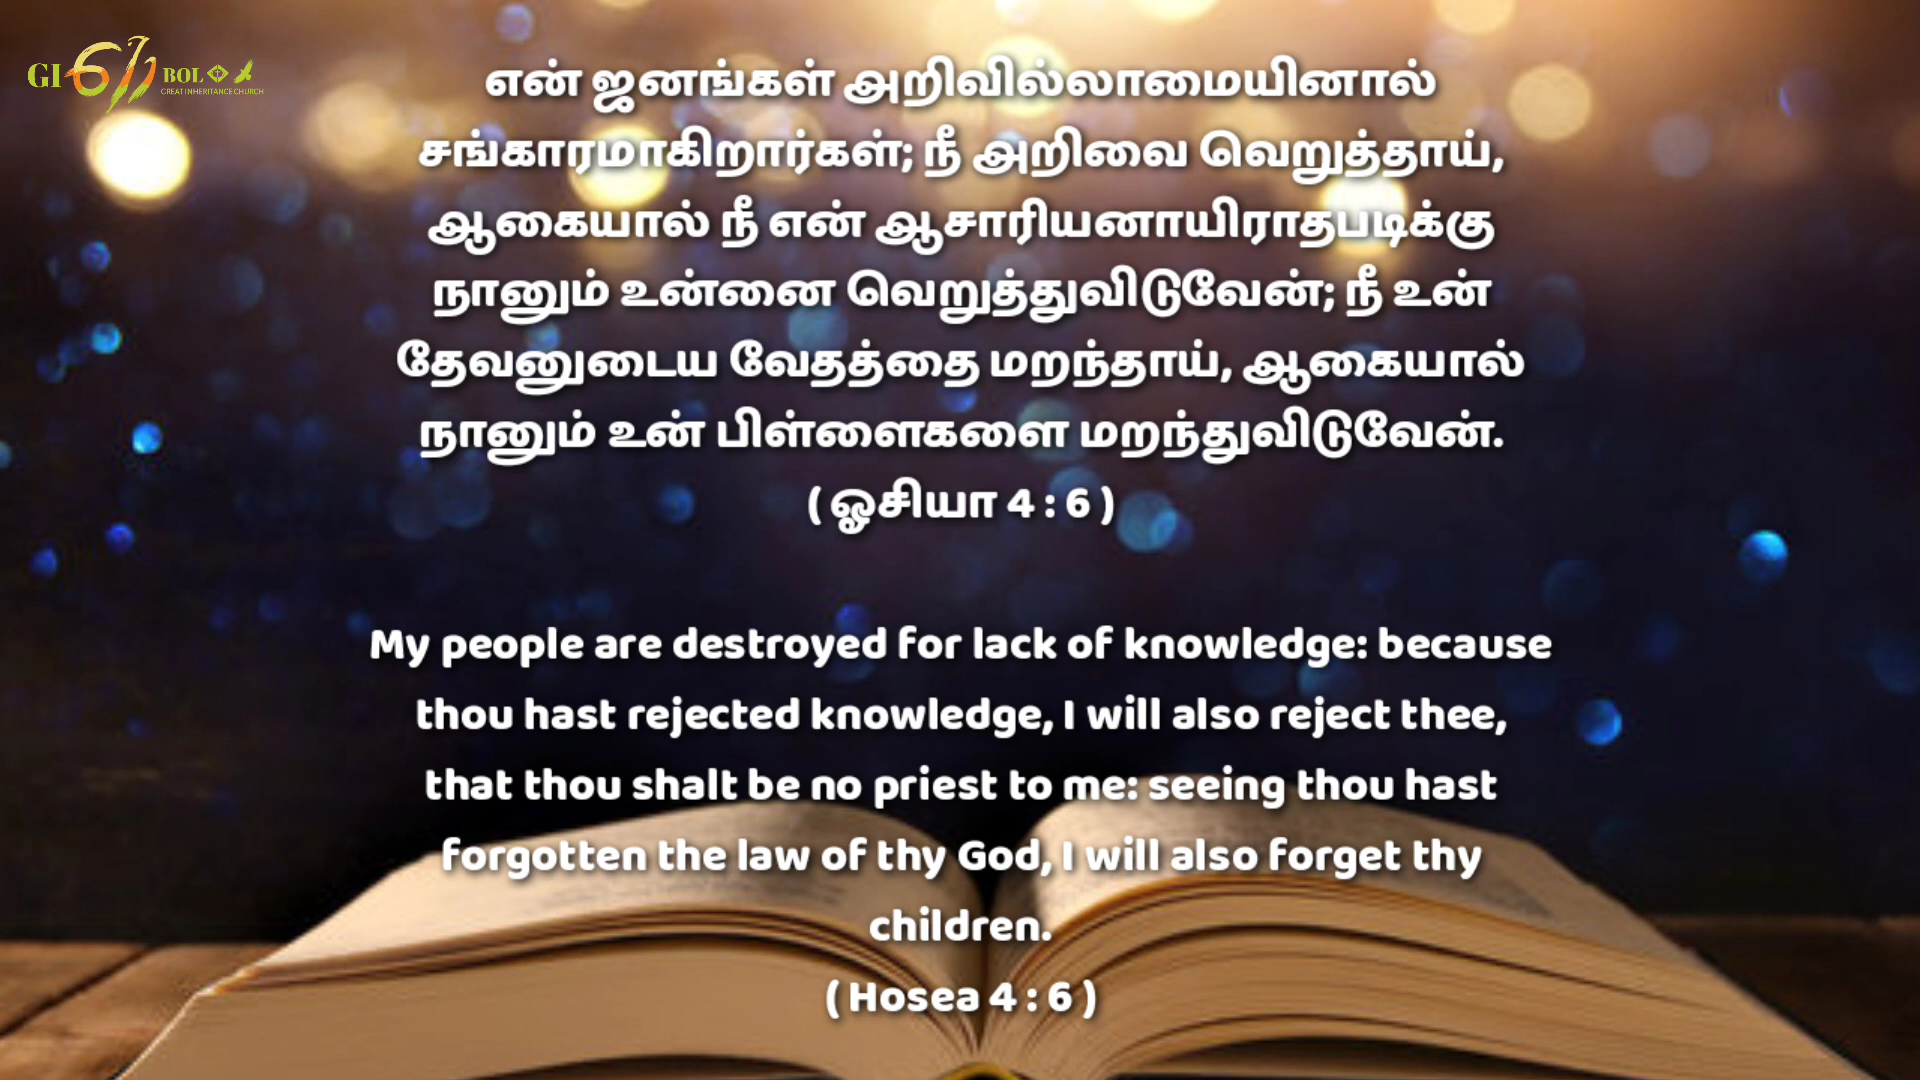 GI 611 BOL
CREAT INHERITANCE CHURCH
என் ஜனங்கள் அறிவில்லாமையினால்
சங்காரமாகிறார்கள்; நீ அறிவை வெறுத்தாய்,
ஆகையால் நீ என் ஆசாரியனாயிராதபடிக்கு
நானும் உன்னை வெறுத்துவிடுவேன்; நீ உன்
தேவனுடைய வேதத்தை மறந்தாய், ஆகையால்
நானும் உன் பிள்ளைகளை மறந்துவிடுவேன்.
( ஓசியா 4 : 6 )
My people are destroyed for lack of knowledge: because
thou hast rejected knowledge, I will also reject thee,
that thou shalt be no priest to me: seeing thou hast
forgotten the law of thy God, I will also forget thy
children.
( Hosea 4 : 6 )